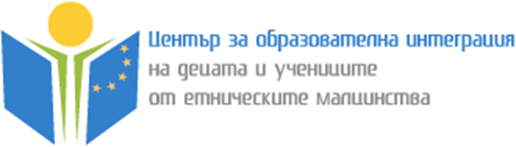 Център за образователна интеграция
на децата и учениците
от етническите малцинства